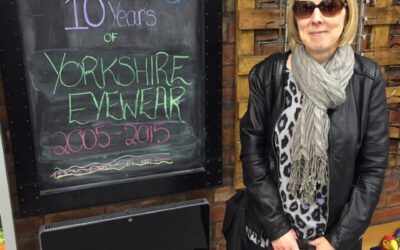 10 Years
OF
YORKSHIRE
EYEWEAR
2005-2015